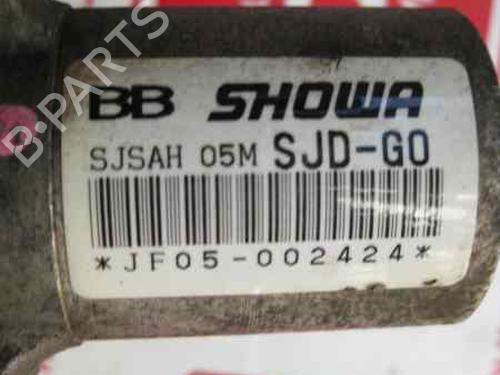 BB SHOWA
SJSAH 05M SJD-G0
*JF05-002424*
B-PARTS